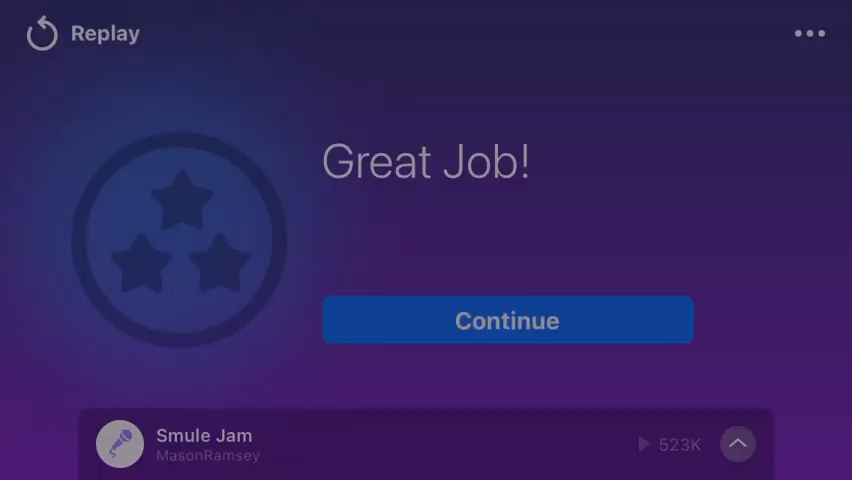 Replay
Great Job!
Continue
Smule Jam
MasonRamsey
523K